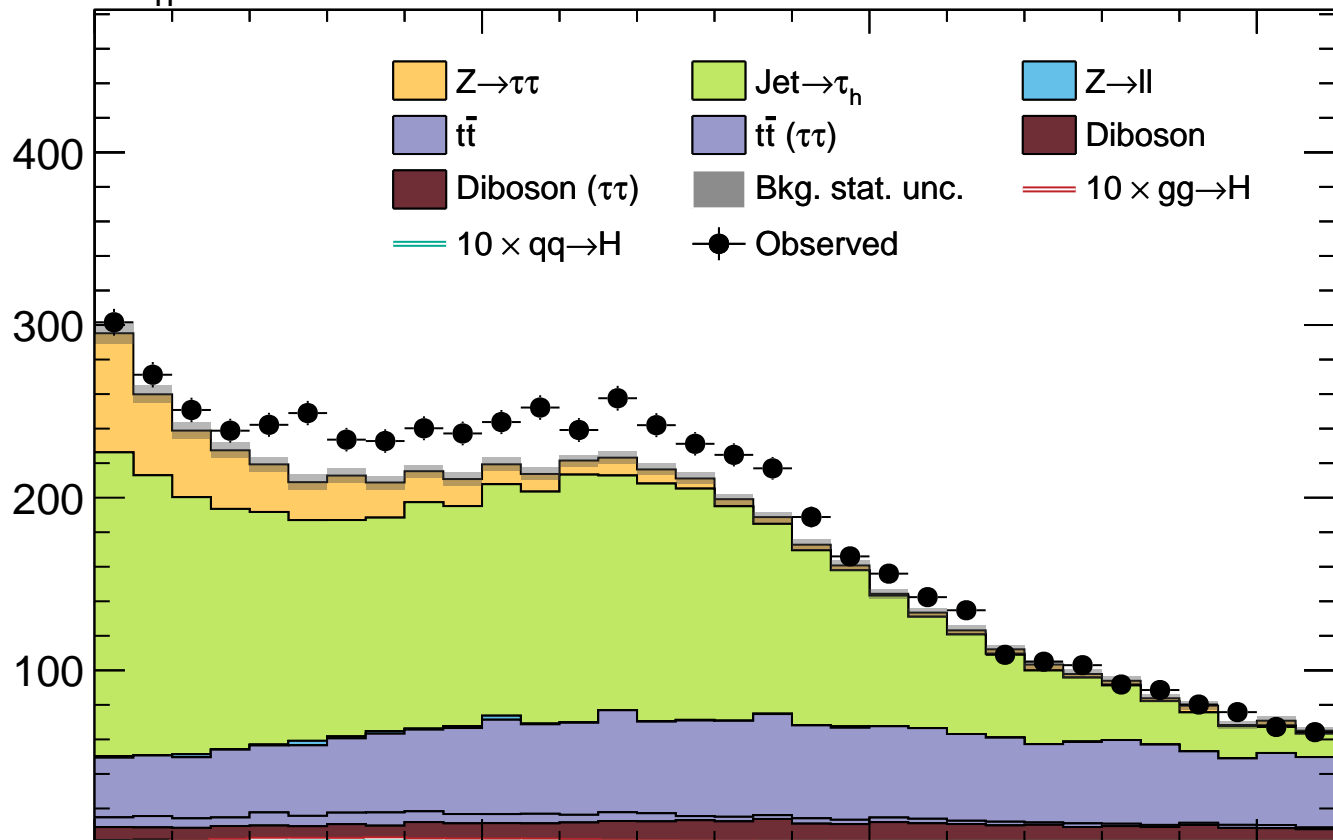 Z→ττ Jet→τh Z→ll
tt̄ tt̄ (ττ) Diboson
Diboson (ττ) Bkg. stat. unc. 10 × gg→H
10 × qq→H Observed
400
300
200
100